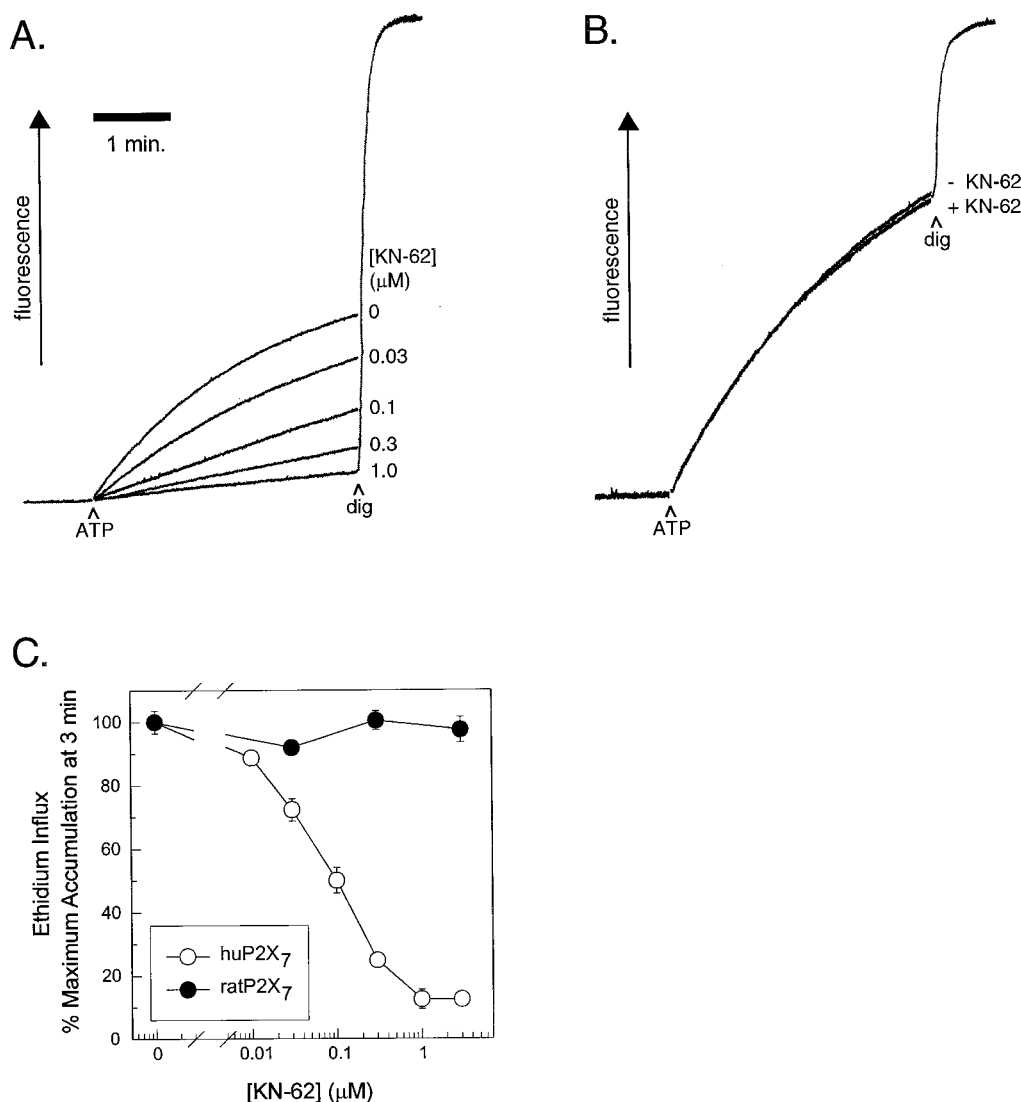 A.
1 min.
fluorescence
[KN-62]
(µM)
0
0.03
0.1
0.3
1.0
^
ATP
^
dig
B.
fluorescence
- KN-62
+ KN-62
^
dig
^
ATP
C.
Ethidium Influx
% Maximum Accumulation at 3 min
100
80
60
40
20
0
huP2X7
ratP2X7
0
0.01
0.1
1
[KN-62] (µM)